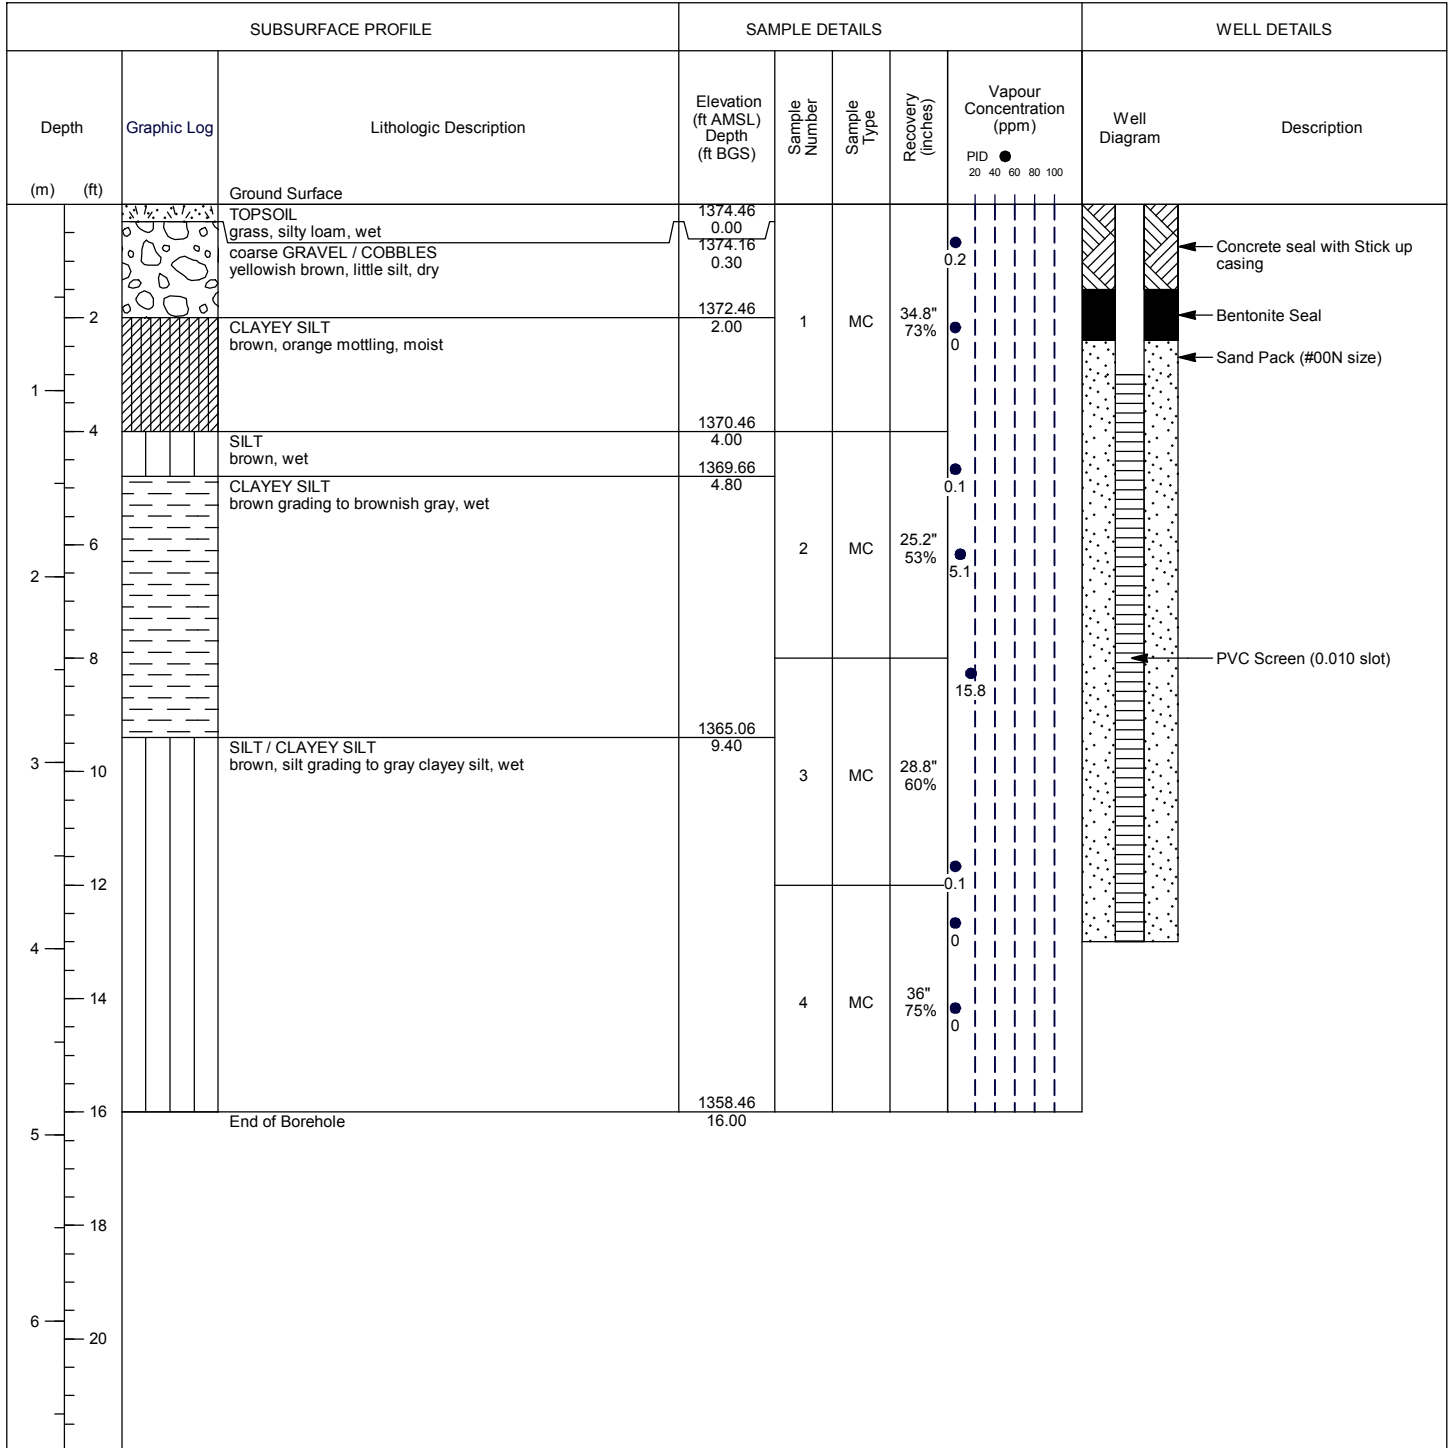 SUBSURFACE PROFILE
SAMPLE DETAILS
WELL DETAILS
Depth
(m)
(ft)
Graphic Log
Lithologic Description
Elevation
(ft AMSL)
Depth
(ft BGS)
Sample
Number
Sample
Type
Recovery
(inches)
Vapour
Concentration
(ppm)
PID
20 40 60 80 100
Well
Diagram
Description
Ground Surface
TOPSOIL
grass, silty loam, wet
1374.46
0.00
coarse GRAVEL / COBBLES
yellowish brown, little silt, dry
1374.16
0.30
1372.46
2.00
CLAYEY SILT
brown, orange mottling, moist
1370.46
4.00
SILT
brown, wet
1369.66
4.80
CLAYEY SILT
brown grading to brownish gray, wet
1365.06
9.40
SILT / CLAYEY SILT
brown, silt grading to gray clayey silt, wet
1358.46
16.00
End of Borehole
1
MC
34.8"
73%
2
MC
25.2"
53%
3
MC
28.8"
60%
4
MC
36"
75%
0.2
0
0.1
5.1
15.8
0.1
0
0
Concrete seal with Stick up
casing
Bentonite Seal
Sand Pack (#00N size)
PVC Screen (0.010 slot)
1
2
3
4
5
6
2
4
6
8
10
12
14
16
18
20